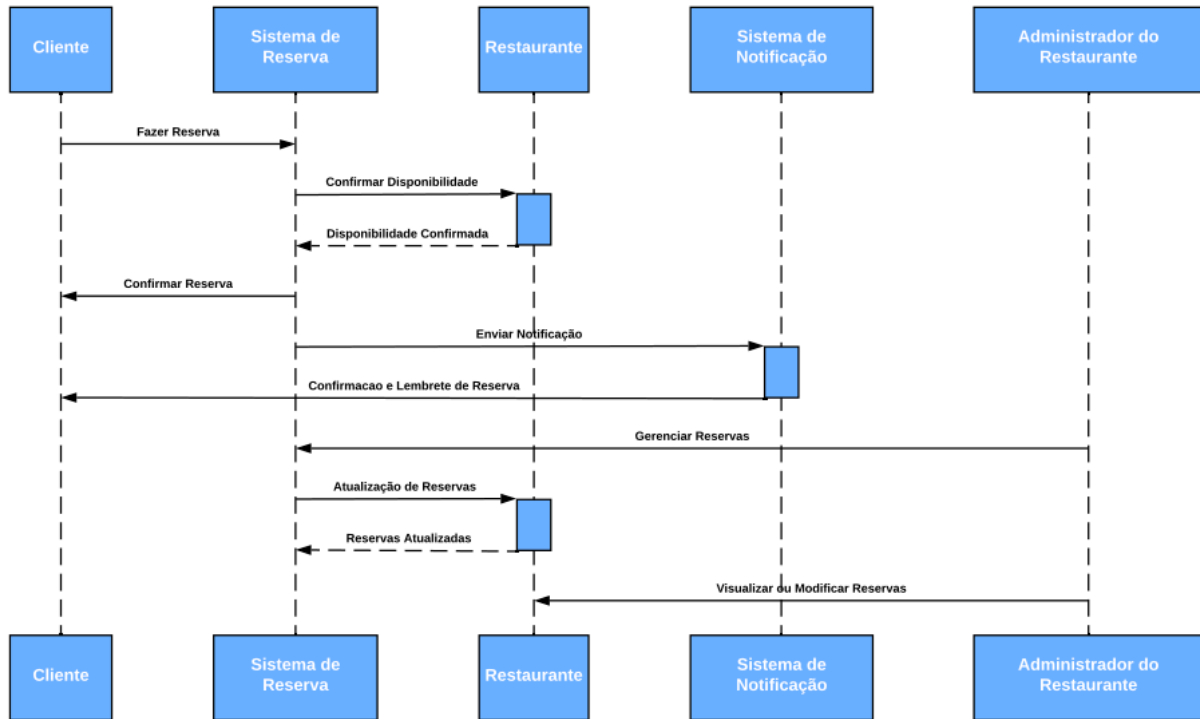 Cliente
Sistema de
Reserva
Restaurante
Sistema de
Notificação
Administrador do
Restaurante
Fazer Reserva
Confirmar Disponibilidade
Disponibilidade Confirmada
Confirmar Reserva
Enviar Notificação
Confirmacao e Lembrete de Reserva
Gerenciar Reservas
Atualização de Reservas
Reservas Atualizadas
Visualizar ou Modificar Reservas
Cliente
Sistema de
Reserva
Restaurante
Sistema de
Notificação
Administrador do
Restaurante